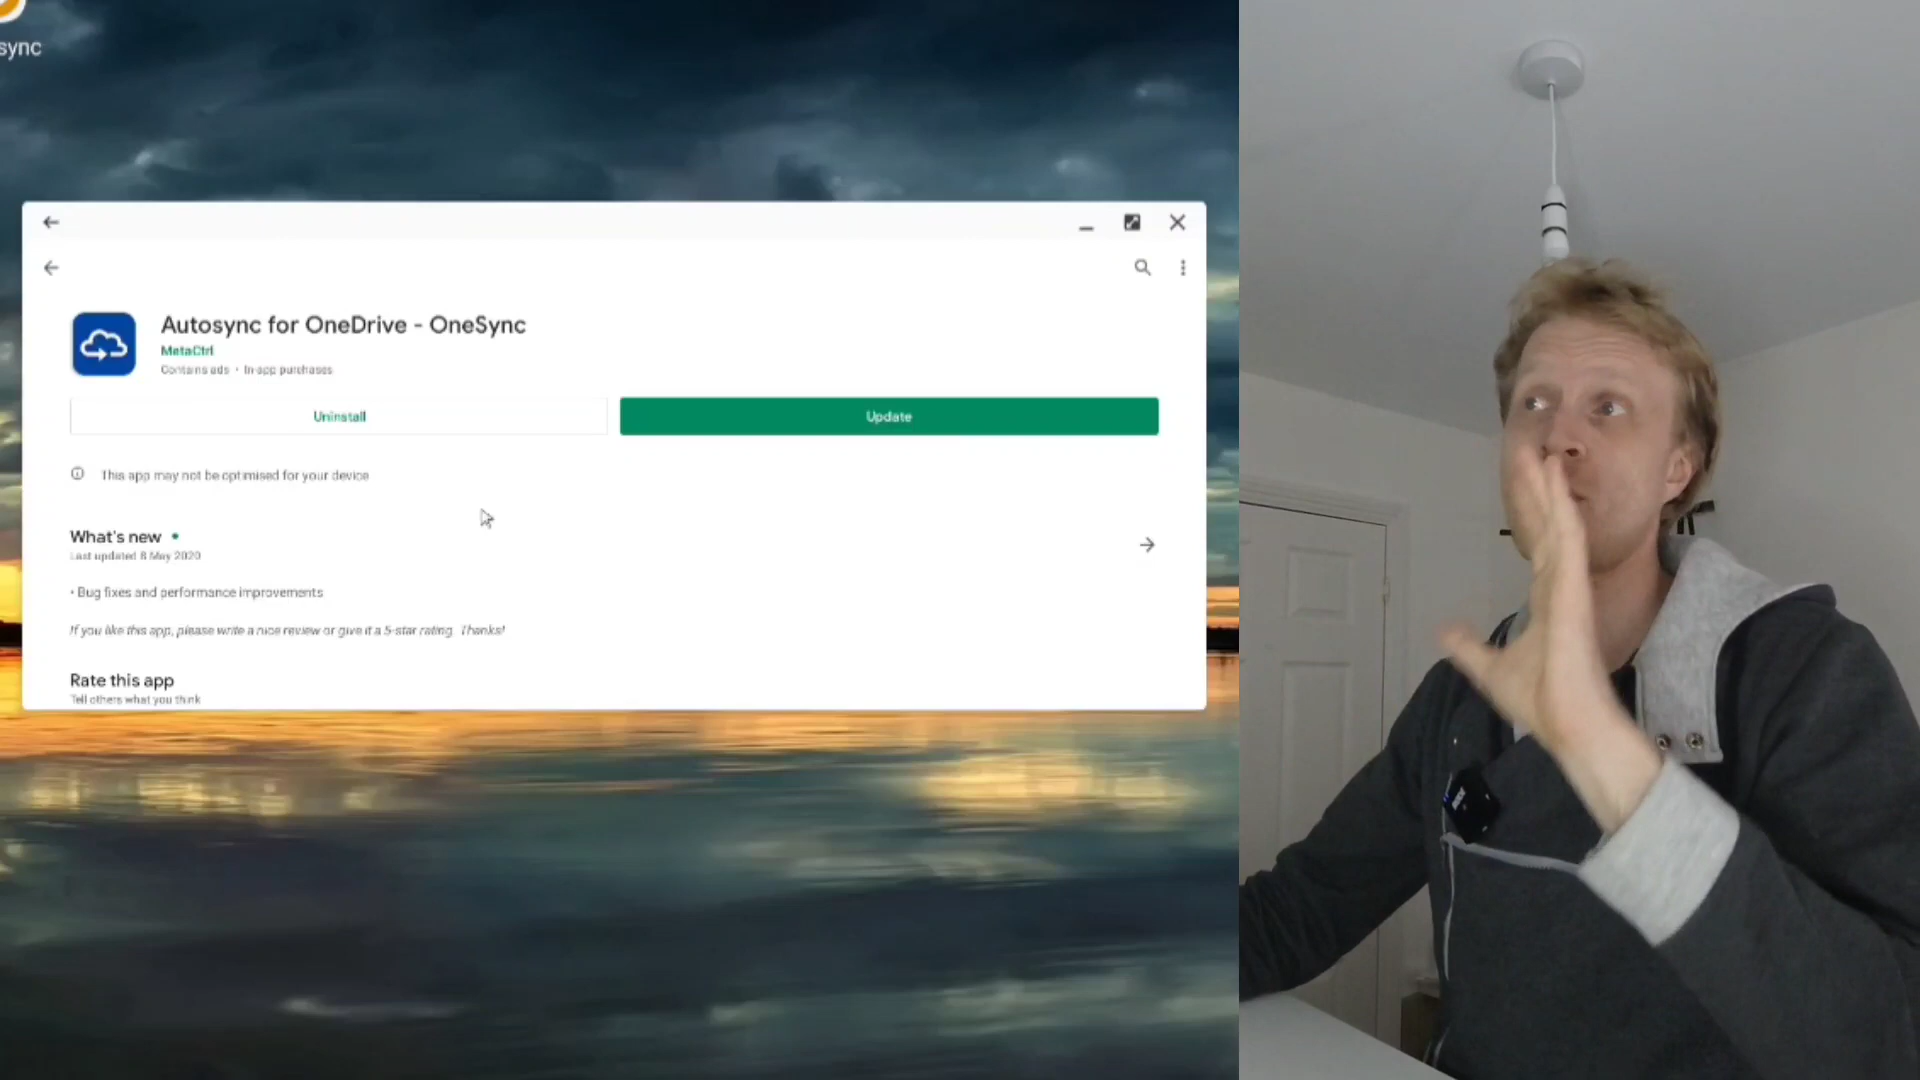 sync
Autosync for OneDrive - OneSync
MetaCtrl
Contains ads • In-app purchases
Uninstall
Update
This app may not be optimised for your device
What's new •
Last updated 8 May 2020
• Bug fixes and performance improvements
If you like this app, please write a nice review or give it a 5-star rating. Thanks!
Rate this app
Tell others what you think